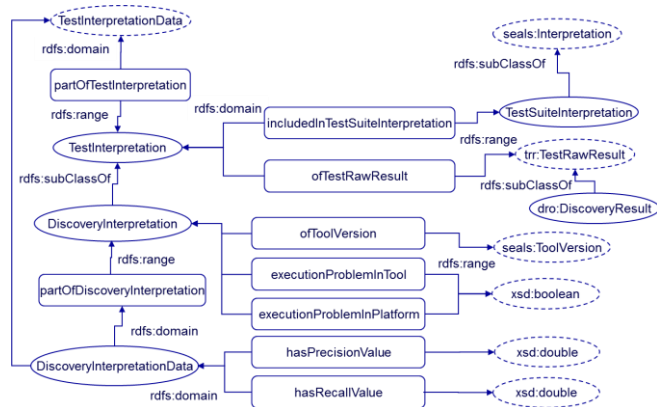 TestInterpretationData
seals:Interpretation
rdfs:domain
rdfs:subClassOf
partOfTestInterpretation
rdfs:range
rdfs:domain
includedInTestSuiteInterpretation
TestSuiteInterpretation
rdfs:range
TestInterpretation
ofTestRawResult
trr:TestRawResult
rdfs:subClassOf
rdfs:subClassOf
dro:DiscoveryResult
DiscoveryInterpretation
ofToolVersion
seals:ToolVersion
rdfs:range
rdfs:range
executionProblemInTool
partOfDiscoveryInterpretation
xsd:boolean
executionProblemInPlatform
rdfs:domain
hasPrecisionValue
xsd:double
DiscoveryInterpretationData
rdfs:domain
hasRecallValue
xsd:double